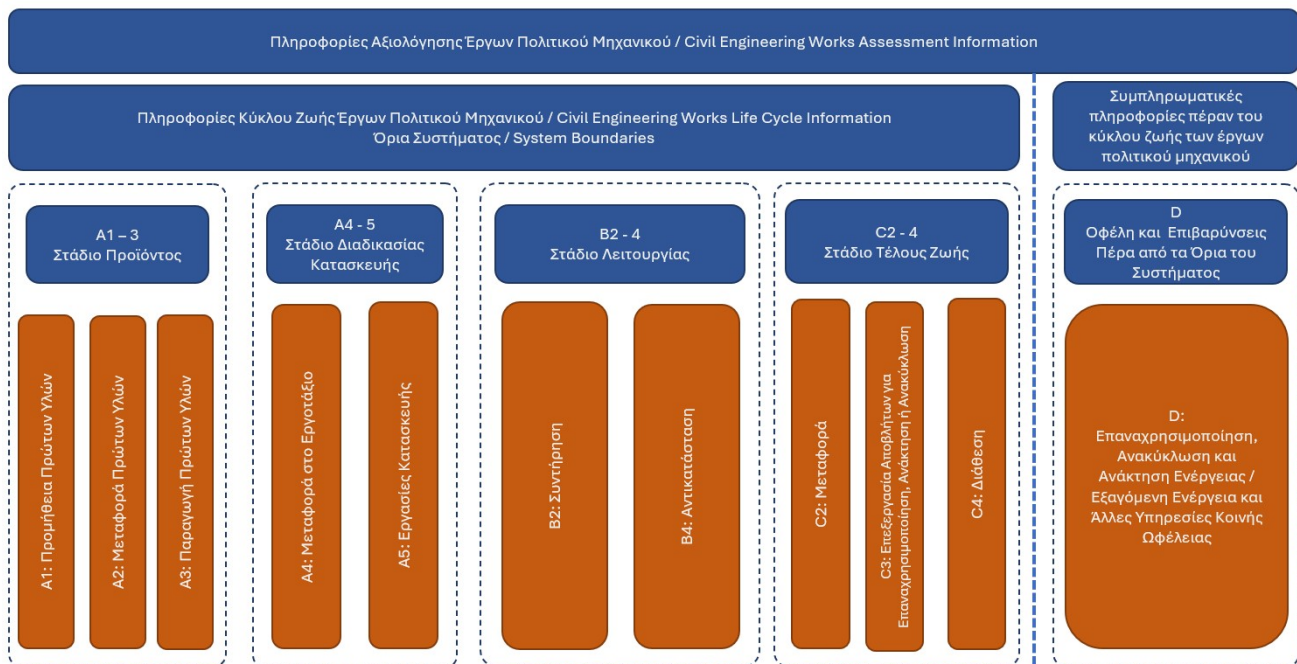 Πληροφορίες Αξιολόγησης Έργων Πολιτικού Μηχανικού / Civil Engineering Works Assessment Information
Πληροφορίες Κύκλου Ζωής Έργων Πολιτικού Μηχανικού / Civil Engineering Works Life Cycle Information
Όρια Συστήματος / System Boundaries
Συμπληρωματικές
πληροφορίες πέραν του
κύκλου ζωής των έργων
πολιτικού μηχανικού
A1 – 3
Στάδιο Προϊόντος
A4 - 5
Στάδιο Διαδικασίας
Κατασκευής
B2 - 4
Στάδιο Λειτουργίας
C2 - 4
Στάδιο Τέλους Ζωής
D
Οφέλη και Επιβαρύνσεις
Πέρα από τα Όρια του
Συστήματος
A1: Προμήθεια Πρώτων Υλών
A2: Μεταφορά Πρώτων Υλών
A3: Παραγωγή Πρώτων Υλών
A4: Μεταφορά στο Εργοτάξιο
A5: Εργασίες Κατασκευής
B2: Συντήρηση
B4: Αντικατάσταση
C2: Μεταφορά
C3: Επεξεργασία Αποβλήτων για
Επαναχρησιμοποίηση, Ανάκτηση ή Ανακύκλωση
C4: Διάθεση
D:
Επαναχρησιμοποίηση,
Ανακύκλωση και
Ανάκτηση Ενέργειας /
Εξαγόμενη Ενέργεια και
Άλλες Υπηρεσίες Κοινής
Ωφέλειας